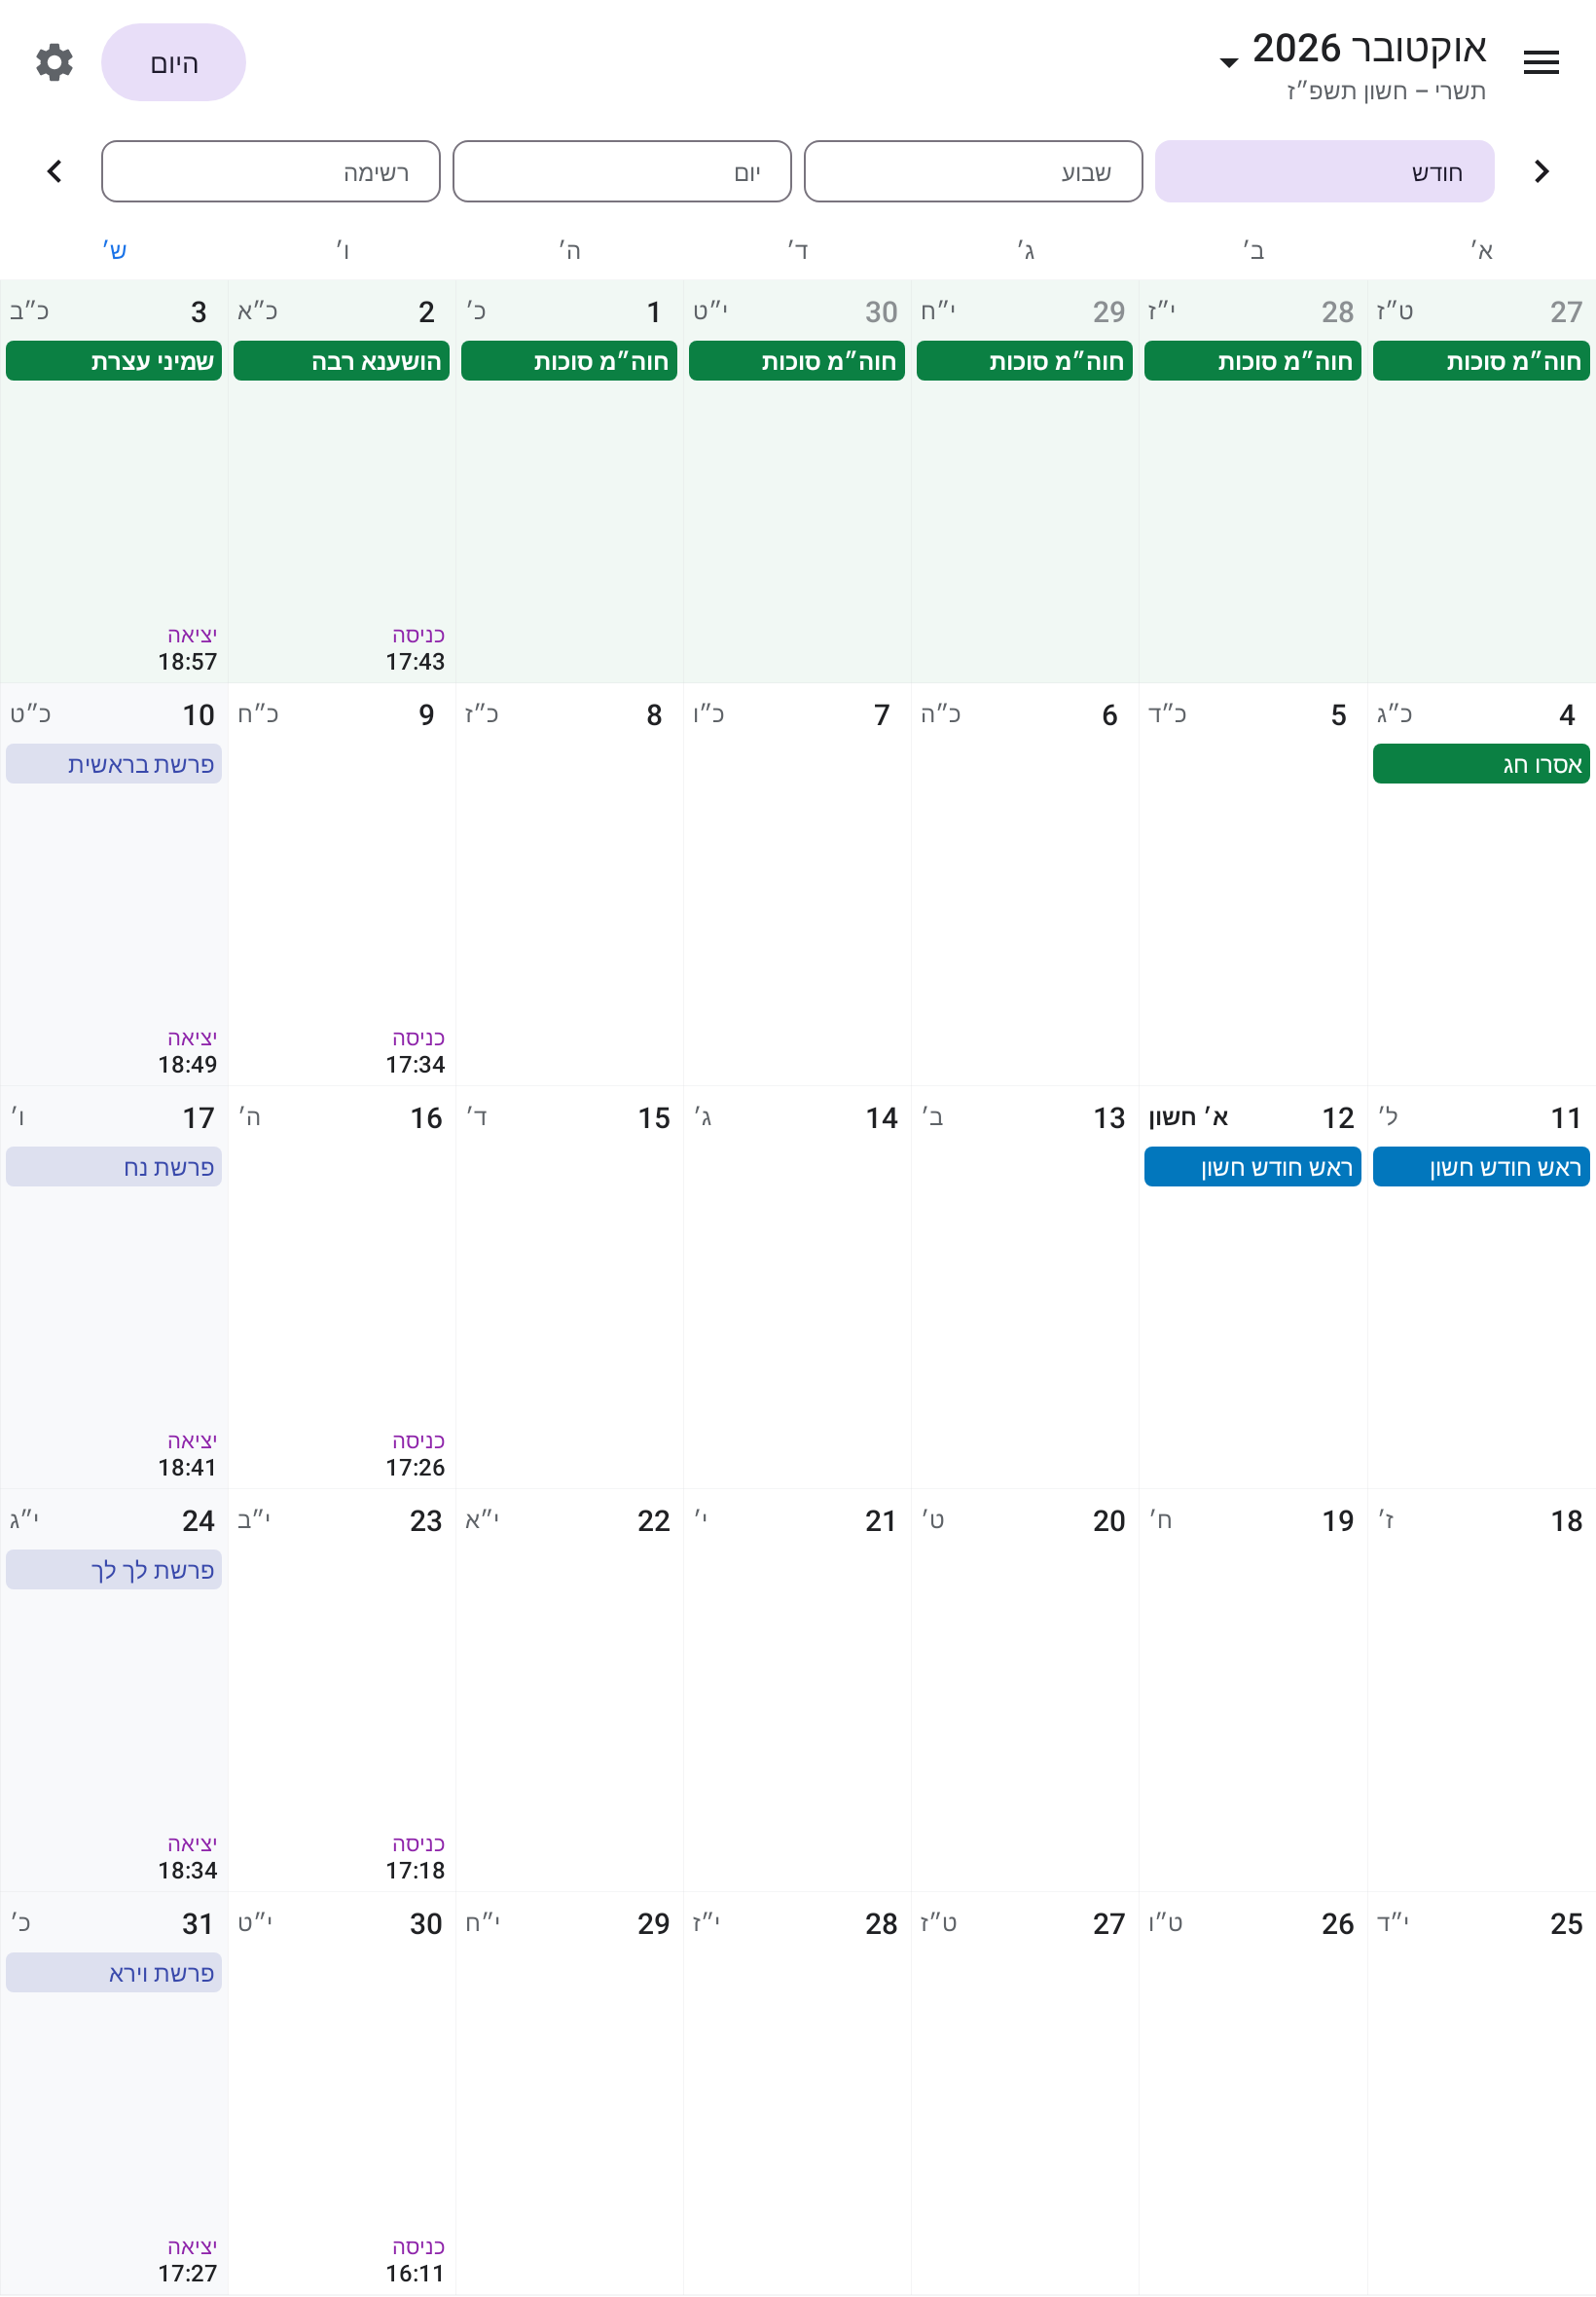 אוקטובר 2026
תשרי – חשון תשפ״ז
היום
חודש
שבוע
יום
רשימה
א׳ ב׳ ג׳ ד׳ ה׳ ו׳ ש׳
27 ט״ז 28 י״ז 29 י״ח 30 י״ט 1 כ׳ 2 כ״א 3 כ״ב
חוה״מ סוכות חוה״מ סוכות חוה״מ סוכות חוה״מ סוכות חוה״מ סוכות הושענא רבה שמיני עצרת
כניסה יציאה
17:43 18:57
4 כ״ג 5 כ״ד 6 כ״ה 7 כ״ו 8 כ״ז 9 כ״ח 10 כ״ט
אסרו חג פרשת בראשית
כניסה יציאה
17:34 18:49
11 ל׳ 12 א׳ חשון 13 ב׳ 14 ג׳ 15 ד׳ 16 ה׳ 17 ו׳
ראש חודש חשון ראש חודש חשון פרשת נח
כניסה יציאה
17:26 18:41
18 ז׳ 19 ח׳ 20 ט׳ 21 י׳ 22 י״א 23 י״ב 24 י״ג
פרשת לך לך
כניסה יציאה
17:18 18:34
25 י״ד 26 ט״ו 27 ט״ז 28 י״ז 29 י״ח 30 י״ט 31 כ׳
פרשת וירא
כניסה יציאה
16:11 17:27